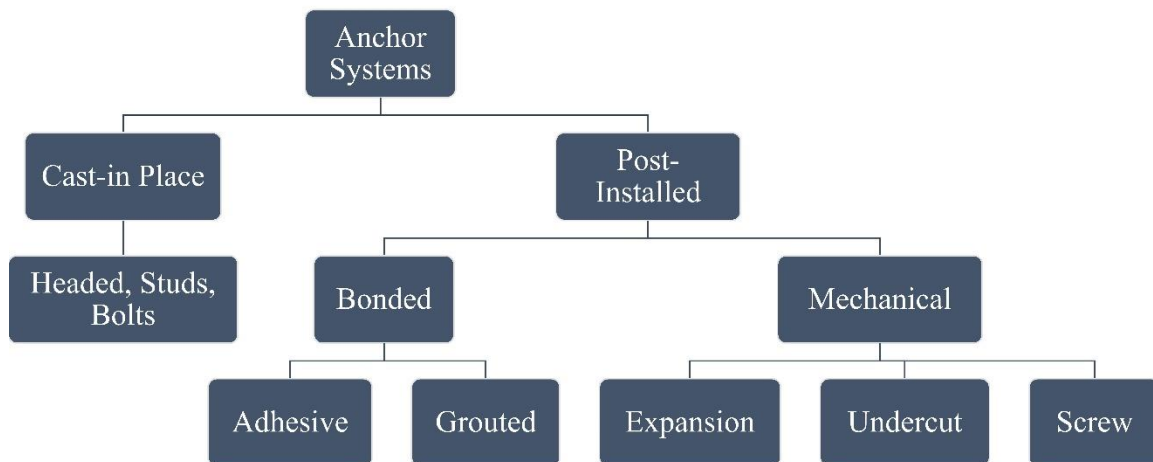 Anchor
Systems
Cast-in Place
Post-
Installed
Headed, Studs,
Bolts
Bonded
Mechanical
Adhesive
Grouted
Expansion
Undercut
Screw